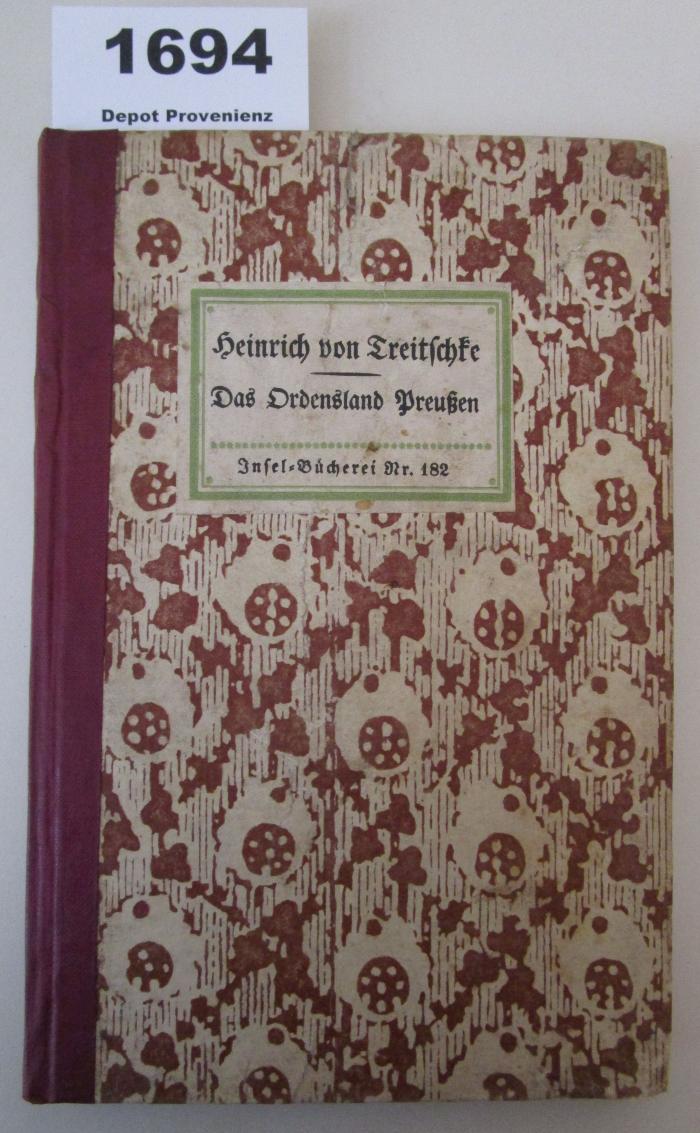 1694
Depot Provenienz
Heinrich von Treitschke
Das Ordensland Preußen
Insel-Bücherei Nr. 182